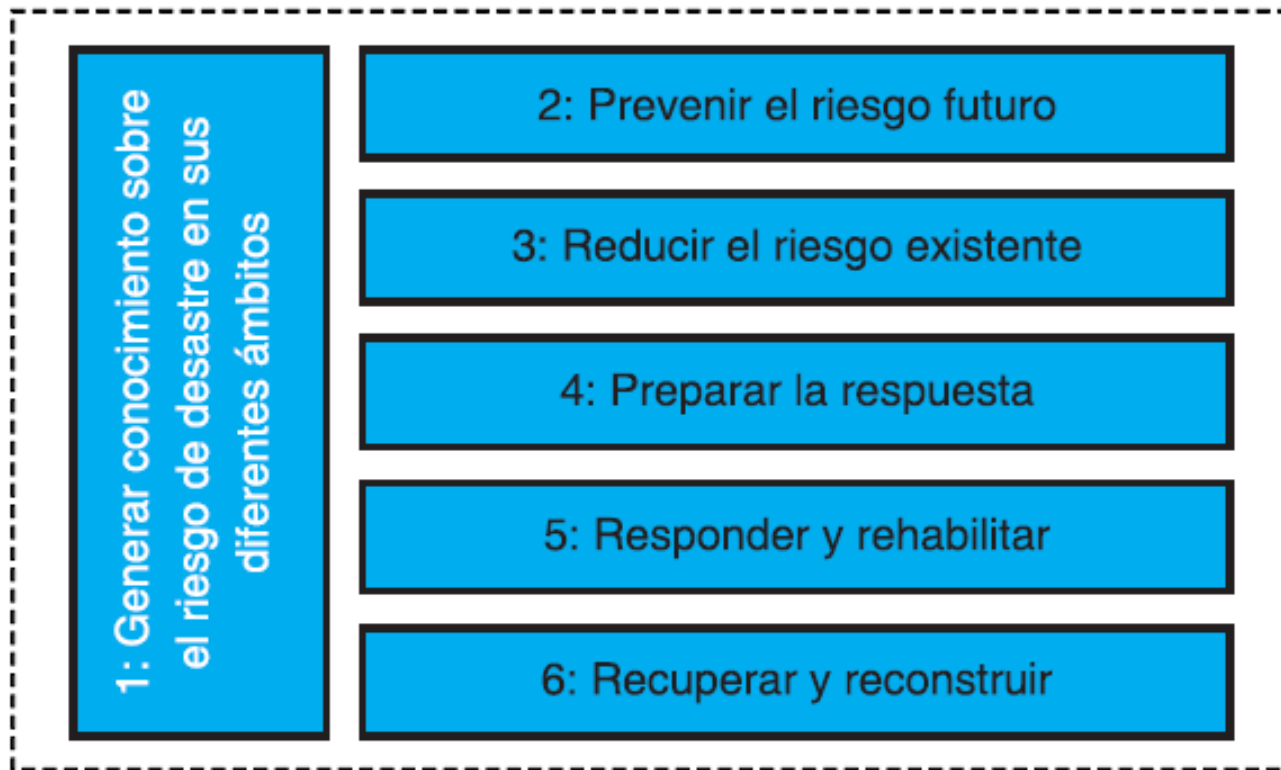 1: Generar conocimiento sobre
el riesgo de desastre en sus
diferentes ámbitos
2: Prevenir el riesgo futuro
3: Reducir el riesgo existente
4: Preparar la respuesta
5: Responder y rehabilitar
6: Recuperar y reconstruir